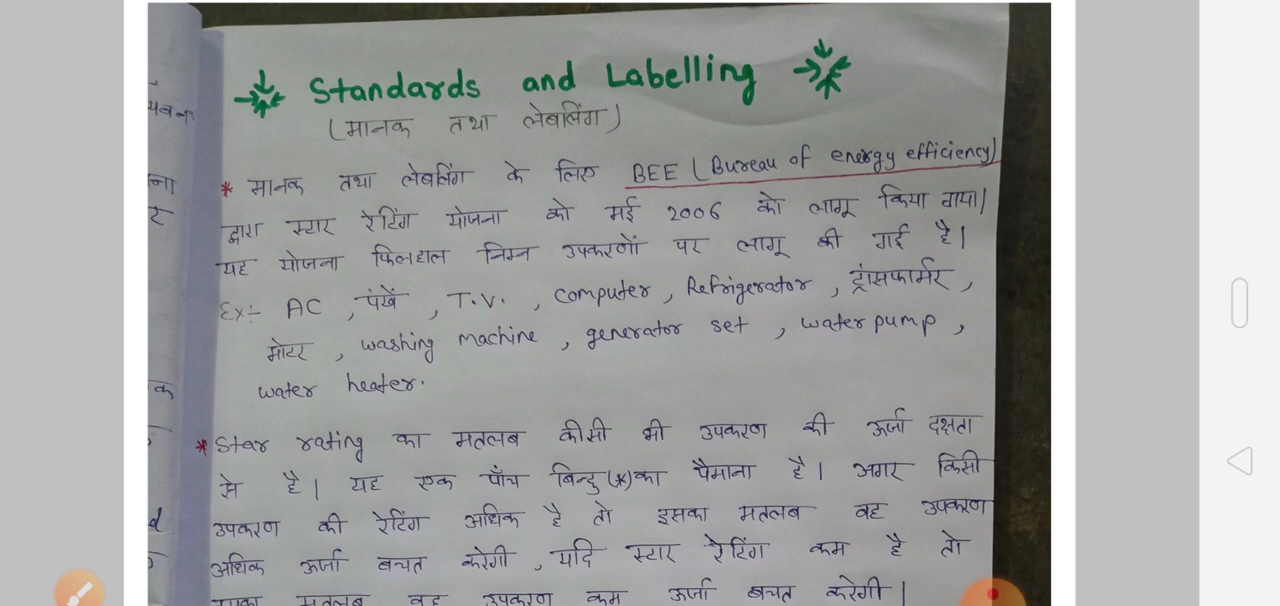 Standards and Labelling
(मानक तथा लेबलिंग)
* मानक तथा लेबलिंग के लिए BEE (Bureau of energy efficiency)
द्वारा स्टार रेटिंग योजना को मई 2006 को लागू किया गया।
यह योजना फिलहाल निम्न उपकरणों पर लागू की गई है।
Ex:- AC , पंखें , T.V. , Computer , Refrigerator , ट्रांसफार्मर ,
मोटर , washing machine , generator set , water pump ,
water heater.
* Star rating का मतलब कीसी भी उपकरण की ऊर्जा दक्षता
से है। यह एक पाँच बिन्दु (*) का पैमाना है। अगर किसी
उपकरण की रेटिंग अधिक है तो इसका मतलब वह उपकरण
अधिक ऊर्जा बचत करेगी , यदि स्टार रेटिंग कम है तो
मतलब वह उपकरण कम ऊर्जा बचत करेगी।